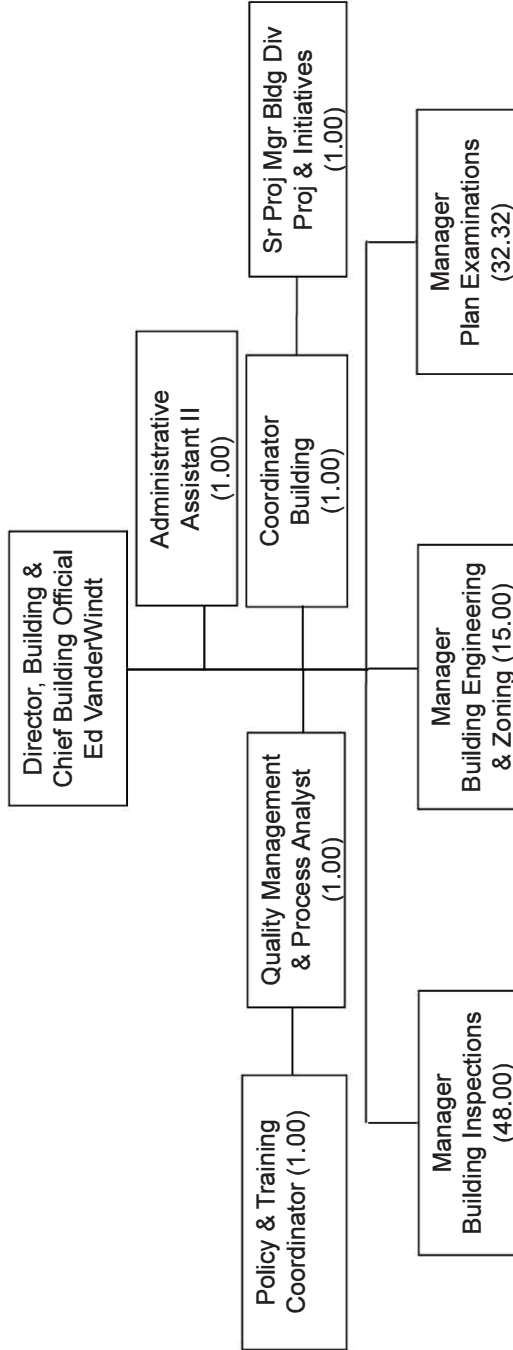 Director, Building &
Chief Building Official
Ed VanderWindt
Administrative
Assistant II
(1.00)
Policy & Training
Coordinator (1.00)
Quality Management
& Process Analyst
(1.00)
Coordinator
Building
(1.00)
Sr Proj Mgr Bldg Div
Proj & Initiatives
(1.00)
Manager
Building Inspections
(48.00)
Manager
Building Engineering
& Zoning (15.00)
Manager
Plan Examinations
(32.32)